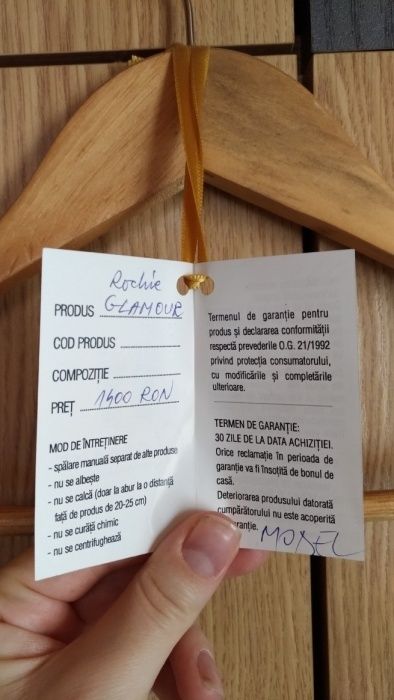 Rochie
PRODUS GLAMOUR
COD PRODUS
COMPOZIȚIE
PREȚ 1400 RON
MOD DE ÎNTREȚINERE
- spălare manuală separat de alte produse
- nu se albește
- nu se calcă (doar la abur la o distanță
față de produs de 20-25 cm)
- nu se curăță chimic
- nu se centrifughează
Termenul de garanție pentru
produs și declararea conformității
respectă prevederile O.G. 21/1992
privind protecția consumatorului,
cu modificările și completările
ulterioare.
TERMEN DE GARANȚIE:
30 ZILE DE LA DATA ACHIZIȚIEI.
Orice reclamație în perioada de
garanție va fi însoțită de bonul de
casă.
Deteriorarea produsului datorată
cumpărătorului nu este acoperită
ranție.